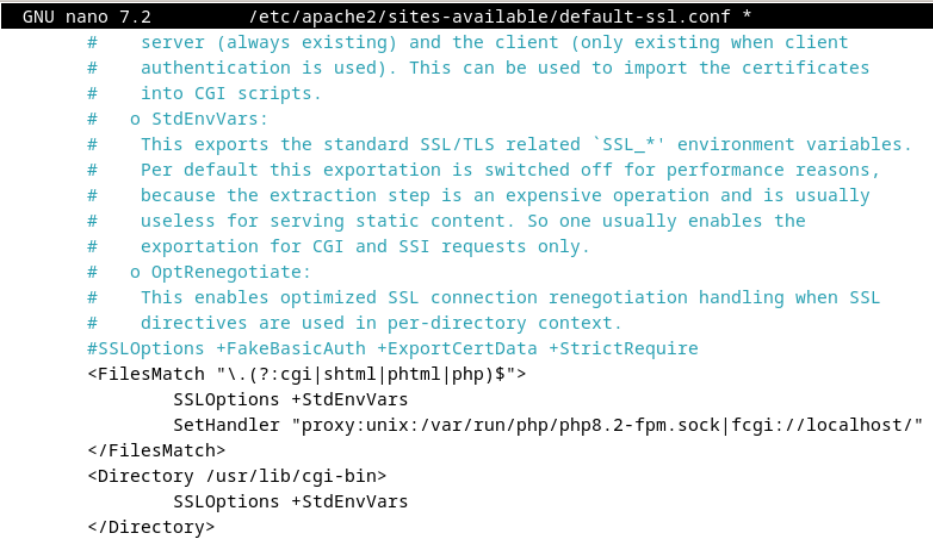 GNU nano 7.2 /etc/apache2/sites-available/default-ssl.conf *
# server (always existing) and the client (only existing when client
# authentication is used). This can be used to import the certificates
# into CGI scripts.
# o StdEnvVars:
# This exports the standard SSL/TLS related `SSL_*' environment variables.
# Per default this exportation is switched off for performance reasons,
# because the extraction step is an expensive operation and is usually
# useless for serving static content. So one usually enables the
# exportation for CGI and SSI requests only.
# o OptRenegotiate:
# This enables optimized SSL connection renegotiation handling when SSL
# directives are used in per-directory context.
#SSLOptions +FakeBasicAuth +ExportCertData +StrictRequire
<FilesMatch "\.(?:cgi|shtml|phtml|php)$">
SSLOptions +StdEnvVars
SetHandler "proxy:unix:/var/run/php/php8.2-fpm.sock|fcgi://localhost/"
</FilesMatch>
<Directory /usr/lib/cgi-bin>
SSLOptions +StdEnvVars
</Directory>